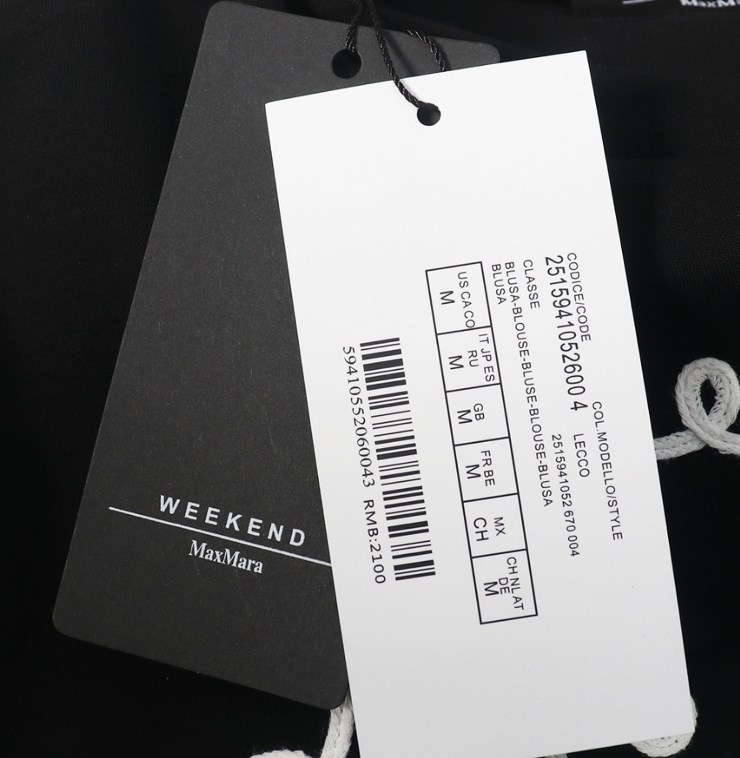 MaxM
WEEKEND
MaxMara
CODICE/CODE
2515941052600 4
COL.MODELLO/STYLE
LECCO
2515941052 670 004
CLASSE
BLUSA-BLOUSE-BLUSE-BLOUSE-BLUSA
BLUSA
US CA CO
M
IT JP ES
RU
M
GB
M
FR BE
M
MX
CH
CH NL AT
DE
M
59410552060043 RMB:2100